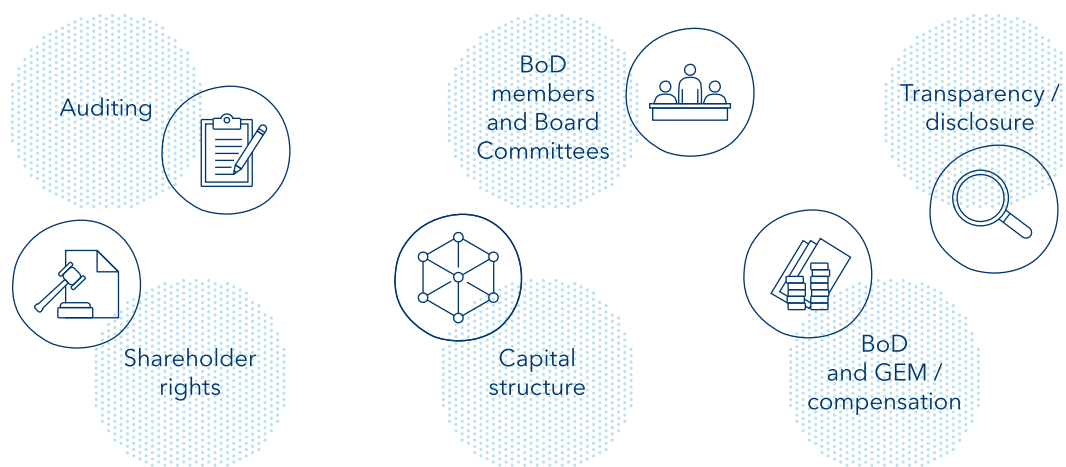 Auditing
BoD
members
and Board
Committees
Transparency /
disclosure
Shareholder
rights
Capital
structure
BoD
and GEM /
compensation